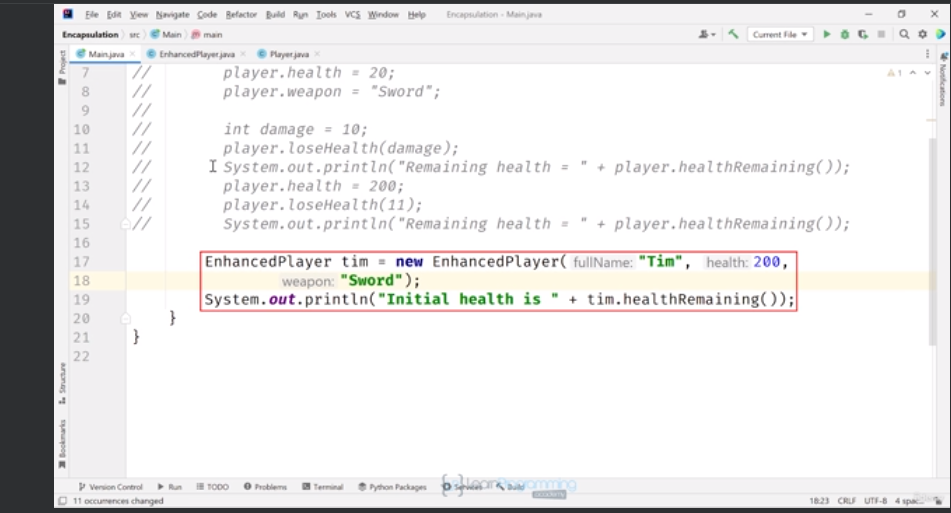 File Edit View Navigate Code Refactor Build Run Tools VCS Window Help Encapsulation - Main.java
Encapsulation src Main main Current File
Main.java EnhancedPlayer.java Player.java
Project
Notifications
7 // player.health = 20; 1
8 // player.weapon = "Sword";
9 //
10 // int damage = 10;
11 // player.loseHealth(damage);
12 // System.out.println("Remaining health = " + player.healthRemaining());
13 // player.health = 200;
14 // player.loseHealth(11);
15 // System.out.println("Remaining health = " + player.healthRemaining());
16
17 EnhancedPlayer tim = new EnhancedPlayer( fullName: "Tim", health: 200,
18 weapon: "Sword");
19 System.out.println("Initial health is " + tim.healthRemaining());
20 }
21 }
22
Structure
Bookmarks
Version Control Run TODO Problems Terminal Python Packages Services Build
11 occurrences changed 18:23 CRLF UTF-8 4 spac...
academy